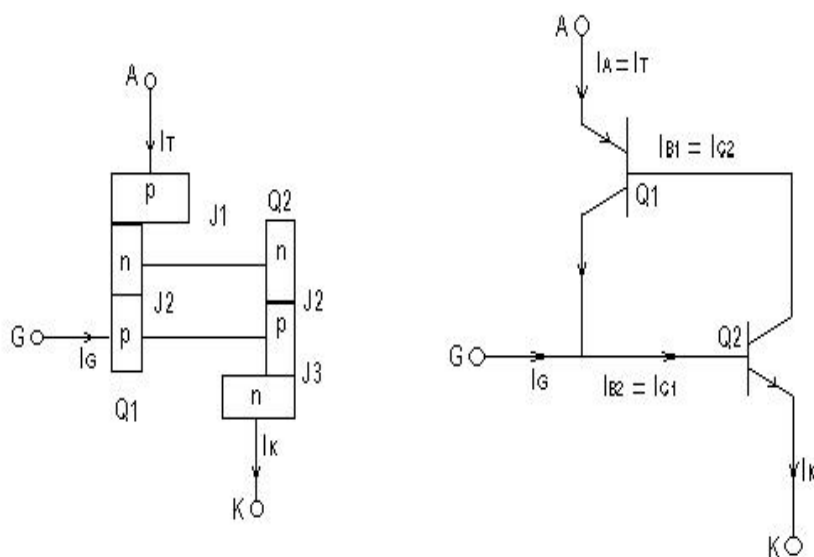 A
IT
p
J1
Q2
n
n
J2
J2
G
p
p
IG
J3
n
Q1
IK
K
A
IA = IT
IB1 = IC2
Q1
Q2
G
IG
IB2 = IC1
IK
K